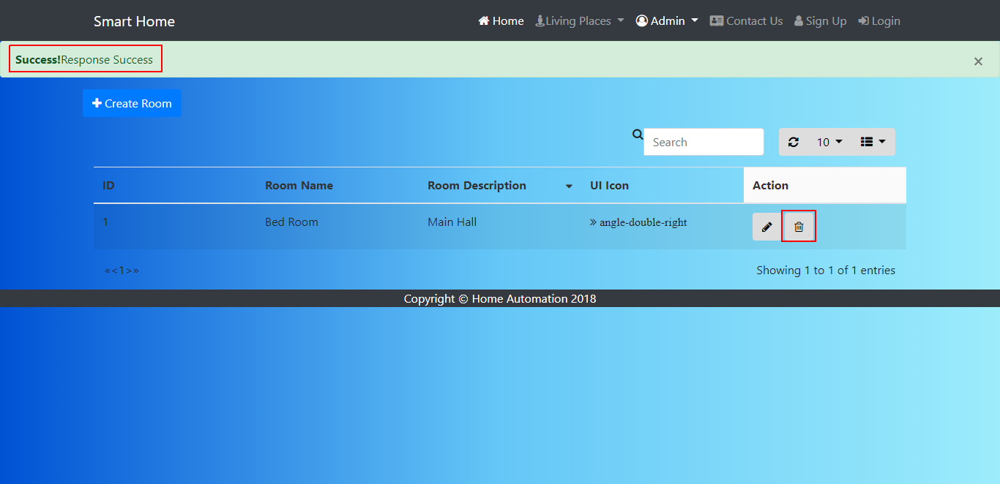 Smart Home Home Living Places Admin Contact Us Sign Up Login
Success!Response Success ×
Create Room
Search 10
ID Room Name Room Description UI Icon Action
1 Bed Room Main Hall angle-double-right
«<1>» Showing 1 to 1 of 1 entries
Copyright © Home Automation 2018